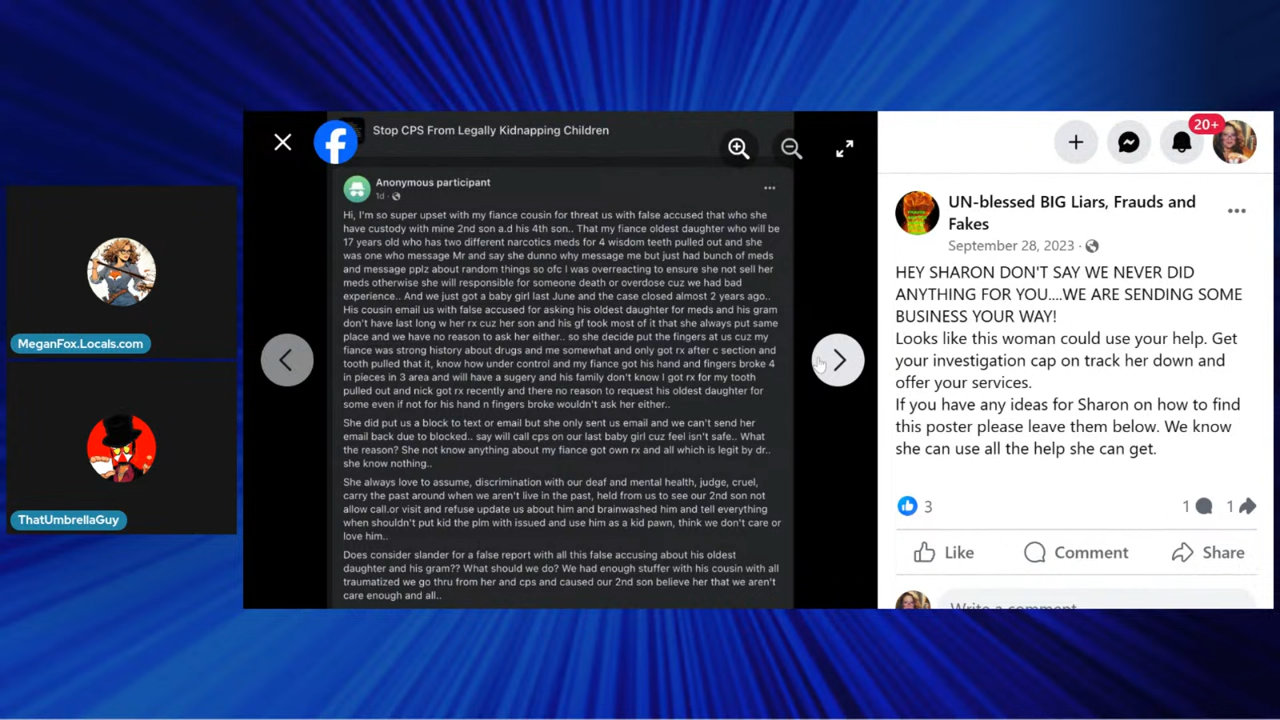 MeganFox.Locals.com
ThatUmbrellaGuy
Stop CPS From Legally Kidnapping Children
Anonymous participant
1d ·
Hi, I'm so super upset with my fiance cousin for threat us with false accused that who she
have custody with mine 2nd son a.d his 4th son.. That my fiance oldest daughter who will be
17 years old who has two different narcotics meds for 4 wisdom teeth pulled out and she
was one who message Mr and say she dunno why message me but just had bunch of meds
and message pplz about random things so ofc I was overreacting to ensure she not sell her
meds otherwise she will responsible for someone death or overdose cuz we had bad
experience.. And we just got a baby girl last June and the case closed almost 2 years ago..
His cousin email us with false accused for asking his oldest daughter for meds and his gram
don't have last long w her rx cuz her son and his gf took most of it that she always put same
place and we have no reason to ask her either.. so she decide put the fingers at us cuz my
fiance was strong history about drugs and me somewhat and only got rx after c section and
tooth pulled that it, know how under control and my fiance got his hand and fingers broke 4
in pieces in 3 area and will have a sugery and his family don't know I got rx for my tooth
pulled out and nick got rx recently and there no reason to request his oldest daughter for
some even if not for his hand n fingers broke wouldn't ask her either..
She did put us a block to text or email but she only sent us email and we can't send her
email back due to blocked.. say will call cps on our last baby girl cuz feel isn't safe.. What
the reason? She not know anything about my fiance got own rx and all which is legit by dr..
she know nothing..
She always love to assume, discrimination with our deaf and mental health, judge, cruel,
carry the past around when we aren't live in the past, held from us to see our 2nd son not
allow call.or visit and refuse update us about him and brainwashed him and tell everything
when shouldn't put kid the plm with issued and use him as a kid pawn, think we don't care or
love him..
Does consider slander for a false report with all this false accusing about his oldest
daughter and his gram?? What should we do? We had enough stuffer with his cousin with all
traumatized we go thru from her and cps and caused our 2nd son believe her that we aren't
care enough and all..
20+
UN-blessed BIG Liars, Frauds and
Fakes
September 28, 2023 ·
HEY SHARON DON'T SAY WE NEVER DID
ANYTHING FOR YOU....WE ARE SENDING SOME
BUSINESS YOUR WAY!
Looks like this woman could use your help. Get
your investigation cap on track her down and
offer your services.
If you have any ideas for Sharon on how to find
this poster please leave them below. We know
she can use all the help she can get.
3
1
1
Like
Comment
Share
Write a comment